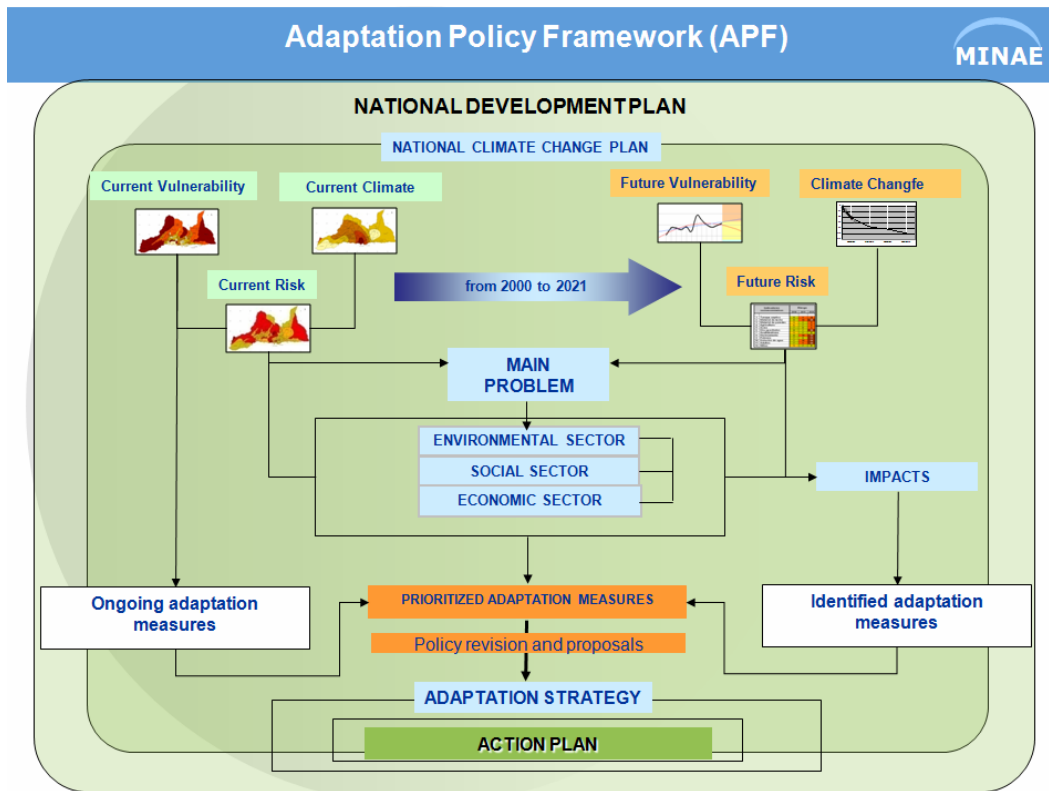 Adaptation Policy Framework (APF)
MINAE
NATIONAL DEVELOPMENT PLAN
NATIONAL CLIMATE CHANGE PLAN
Current Vulnerability
Current Climate
Future Vulnerability
Climate Changfe
Current Risk
from 2000 to 2021
Future Risk
MAIN
PROBLEM
ENVIRONMENTAL SECTOR
SOCIAL SECTOR
ECONOMIC SECTOR
IMPACTS
Ongoing adaptation
measures
PRIORITIZED ADAPTATION MEASURES
Identified adaptation
measures
Policy revision and proposals
ADAPTATION STRATEGY
ACTION PLAN